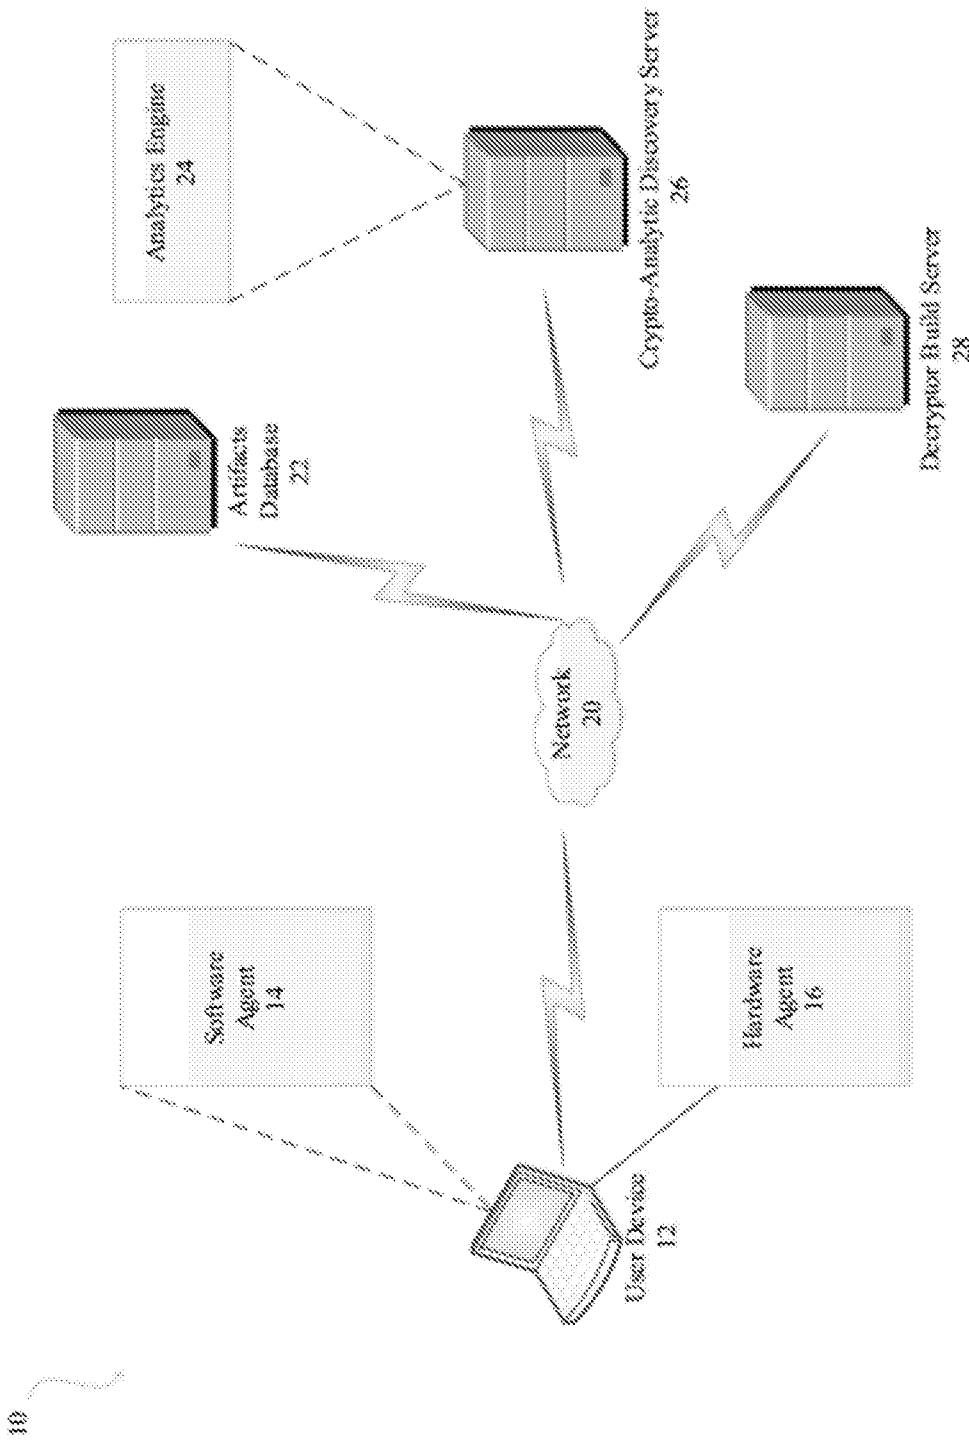 10
Software
Agent
14
User Device
12
Hardware
Agent
16
Network
20
Artifacts
Database
22
Analytics Engine
24
Crypto-Analytic Discovery Server
26
Decryptor Build Server
28